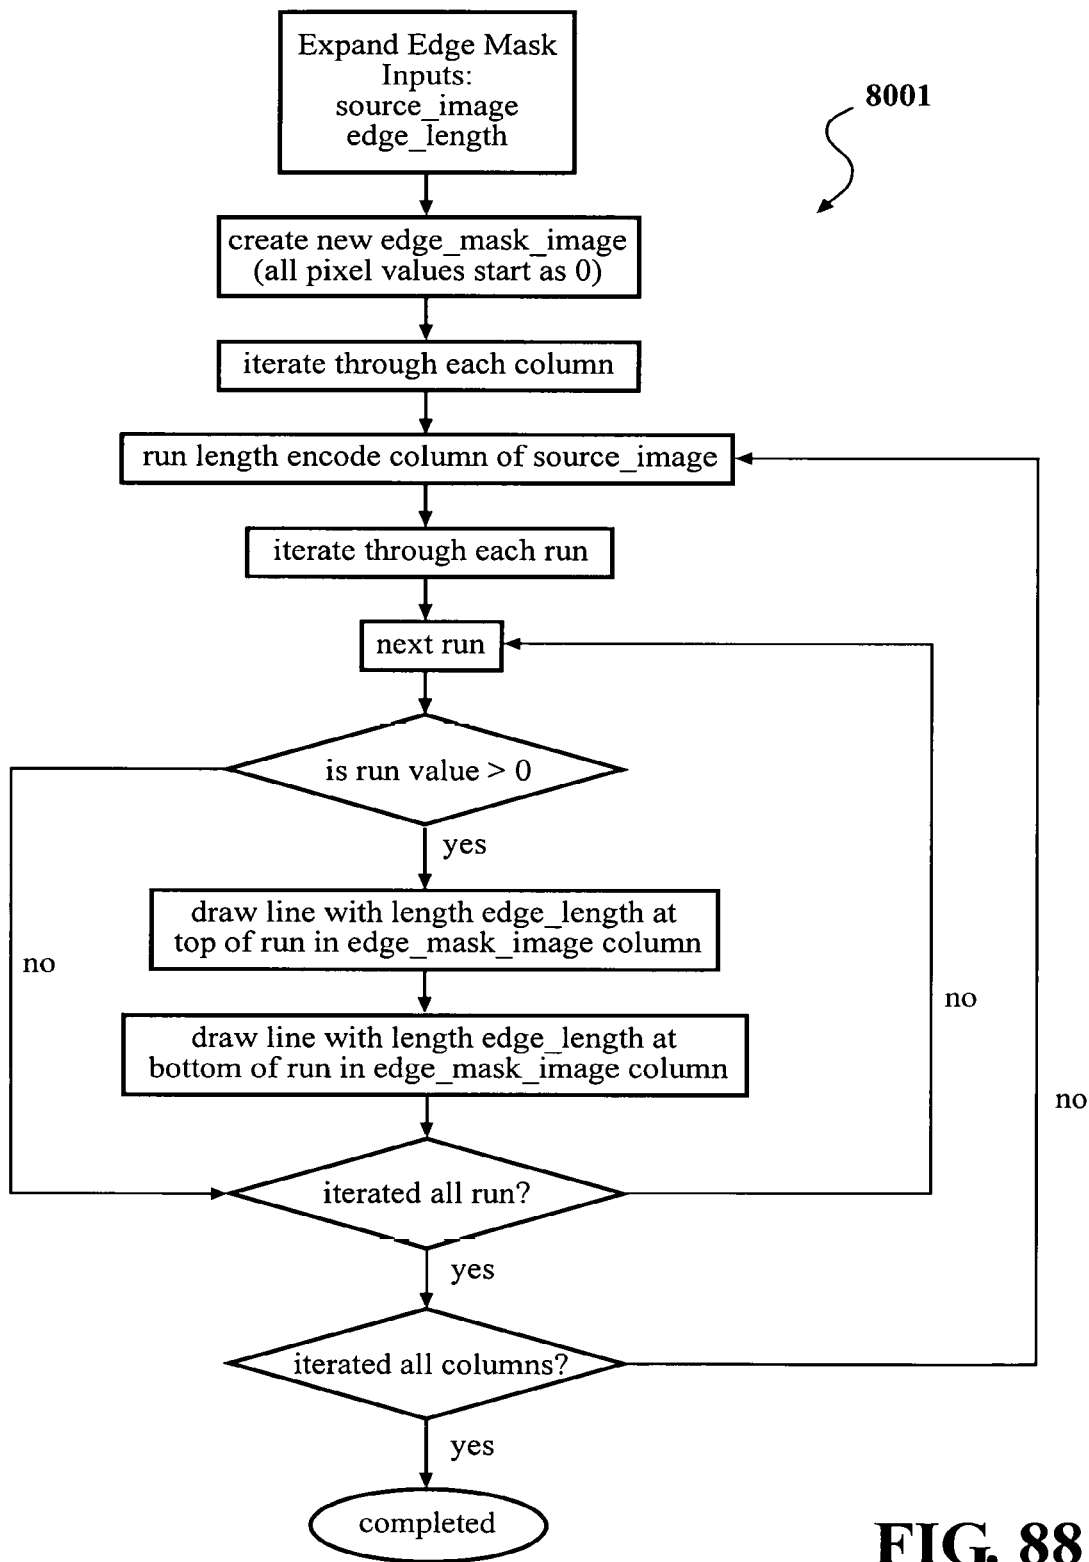 Expand Edge Mask
Inputs:
source_image
edge_length
8001
create new edge_mask_image
(all pixel values start as 0)
iterate through each column
run length encode column of source_image
iterate through each run
next run
is run value > 0
yes
draw line with length edge_length at
top of run in edge_mask_image column
no
no
draw line with length edge_length at
bottom of run in edge_mask_image column
no
iterated all run?
yes
iterated all columns?
yes
completed
FIG. 88